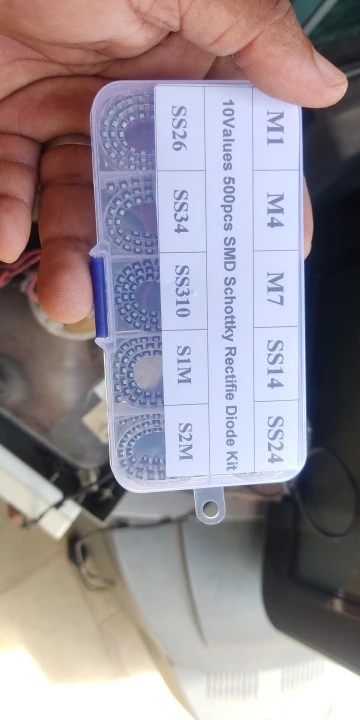 M1 M4 M7 SS14 SS24
10Values 500pcs SMD Schottky Rectifie Diode Kit
SS26 SS34 SS310 S1M S2M